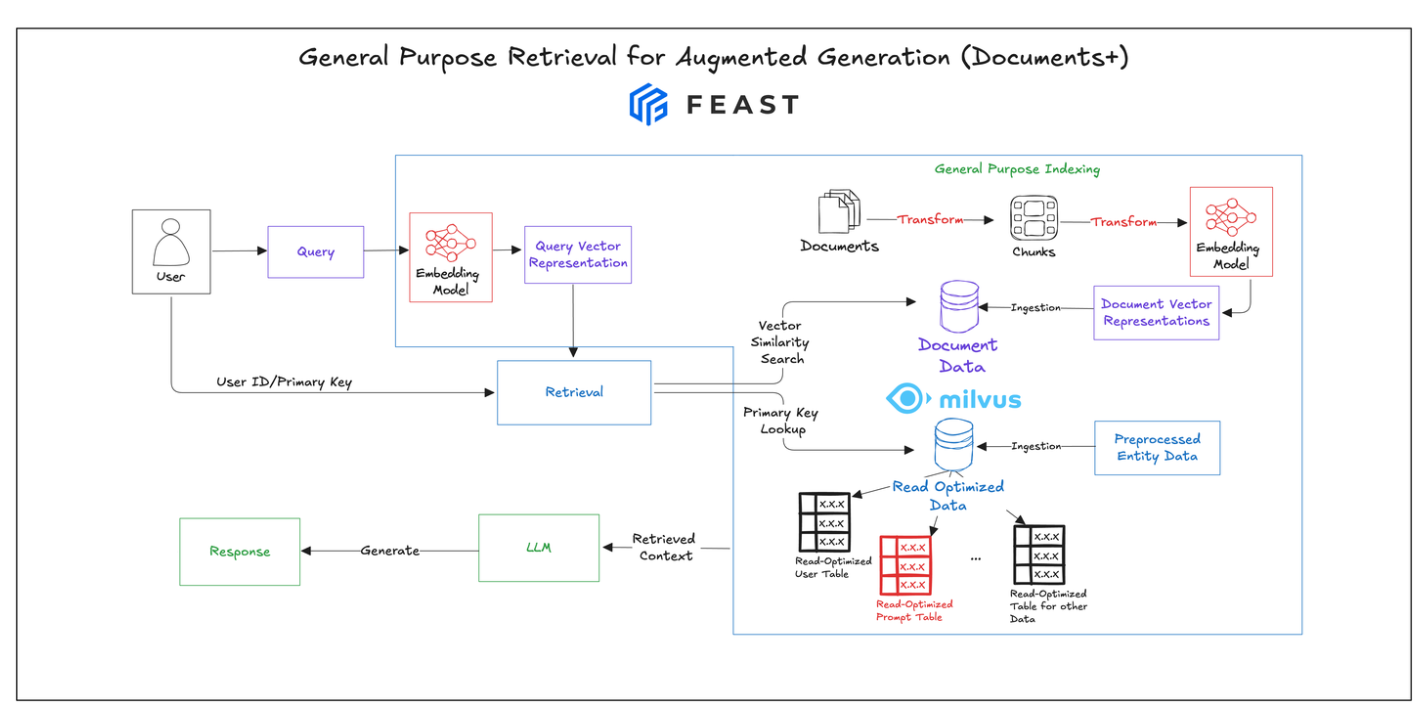 General Purpose Retrieval for Augmented Generation (Documents+)
FEAST
General Purpose Indexing
User
Query
Embedding
Model
Query Vector
Representation
Documents
Transform
Chunks
Transform
Embedding
Model
Vector
Similarity
Search
Document
Data
Ingestion
Document Vector
Representations
User ID/Primary Key
Retrieval
milvus
Primary Key
Lookup
Ingestion
Preprocessed
Entity Data
Read Optimized
Data
x.x.x
x.x.x
x.x.x
Read-Optimized
User Table
x.x.x
x.x.x
x.x.x
Read-Optimized
Prompt Table
...
x.x.x
x.x.x
x.x.x
Read-Optimized
Table for other
Data
Response
Generate
LLM
Retrieved
Context